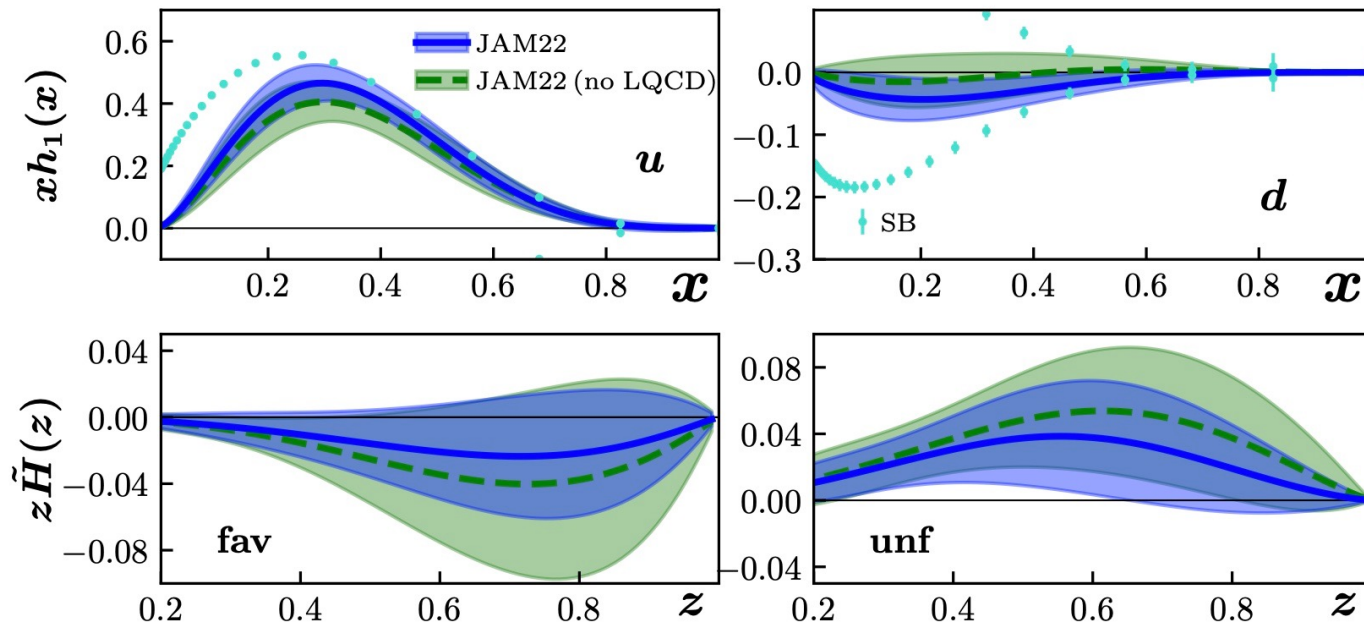 0.6
0.4
0.2
0.0
xh₁(x)
JAM22
JAM22 (no LQCD)
u
0.2 0.4 0.6 0.8 x
0.0
−0.1
−0.2
−0.3
SB
d
0.2 0.4 0.6 0.8 x
0.04
0.00
−0.04
−0.08
zH̃(z)
fav
0.2 0.4 0.6 0.8 z
0.08
0.04
0.00
−0.04
unf
0.2 0.4 0.6 0.8 z